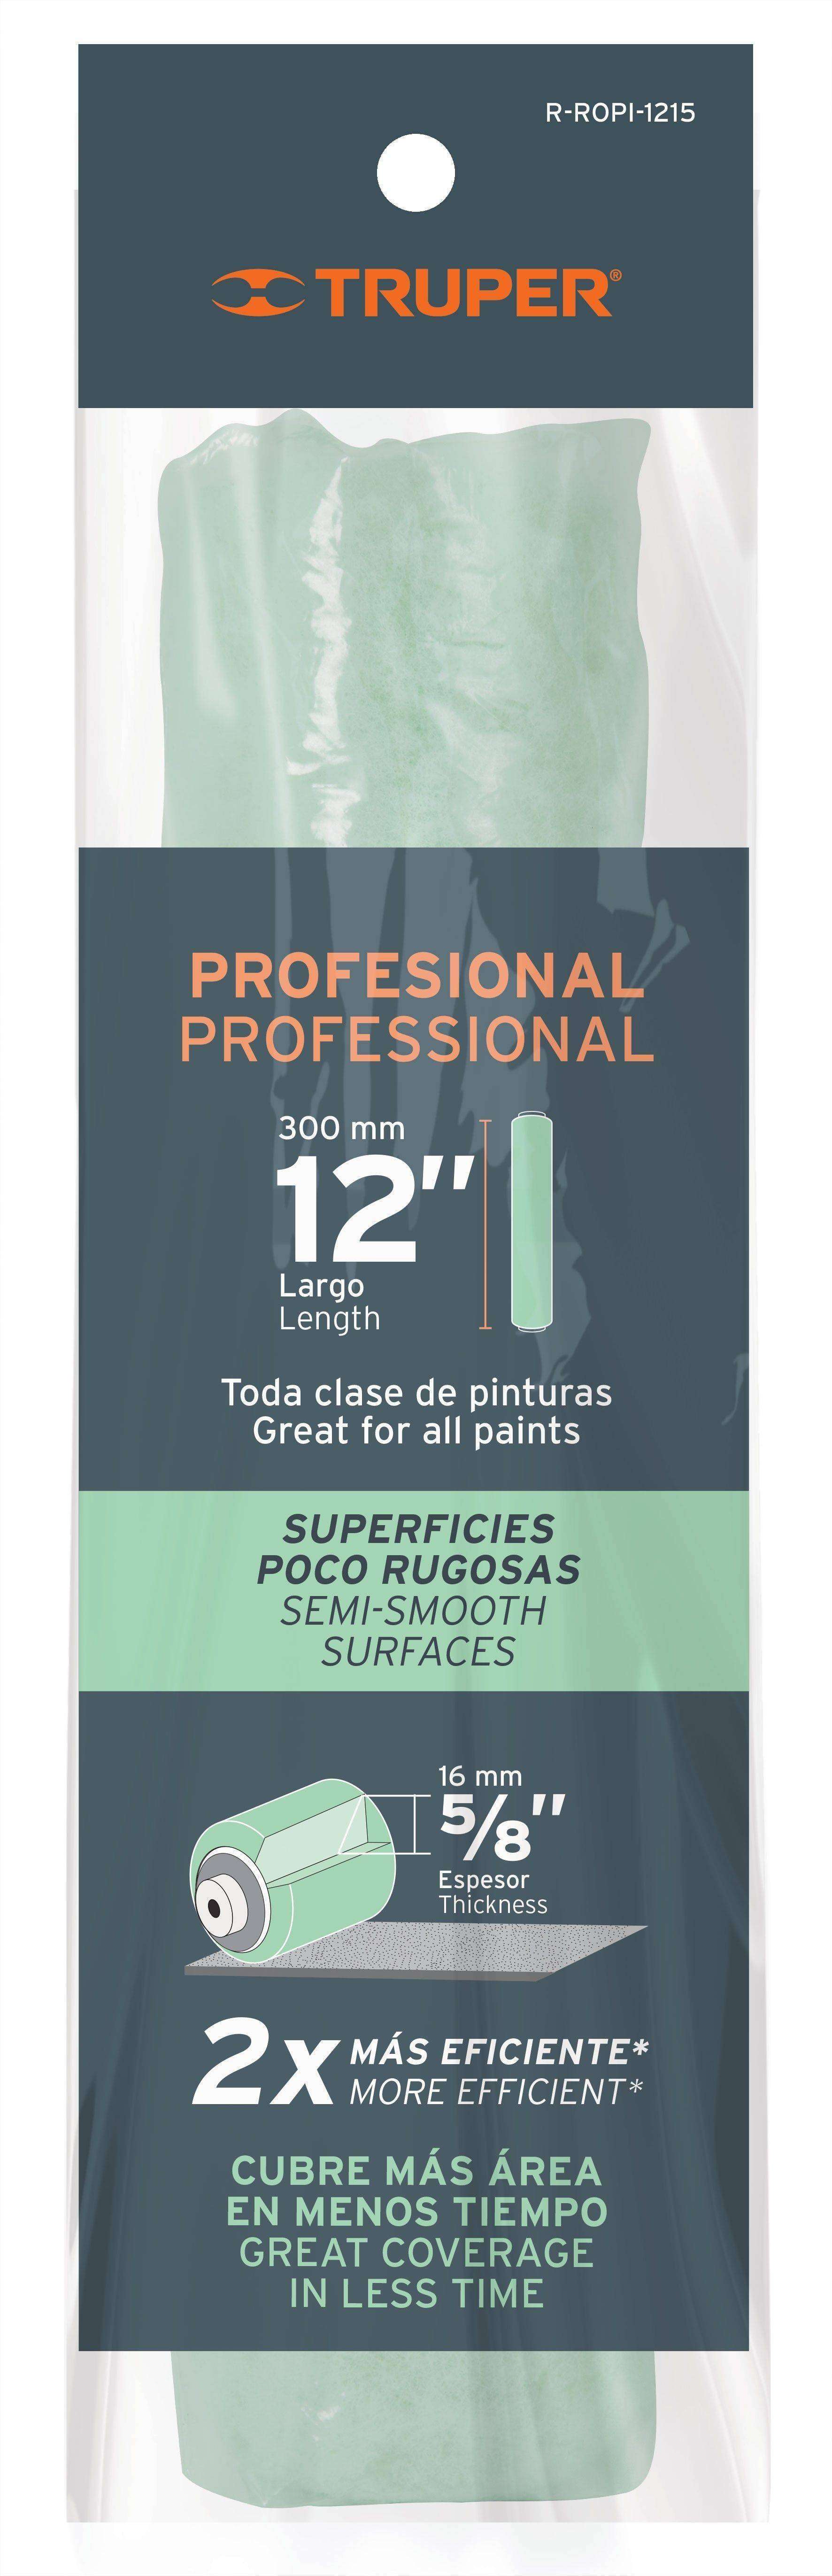 R-ROPI-1215
TRUPER®
PROFESIONAL
PROFESSIONAL
300 mm
12"
Largo
Length
Toda clase de pinturas
Great for all paints
SUPERFICIES
POCO RUGOSAS
SEMI-SMOOTH
SURFACES
16 mm
5/8"
Espesor
Thickness
2x MÁS EFICIENTE*
MORE EFFICIENT*
CUBRE MÁS ÁREA
EN MENOS TIEMPO
GREAT COVERAGE
IN LESS TIME